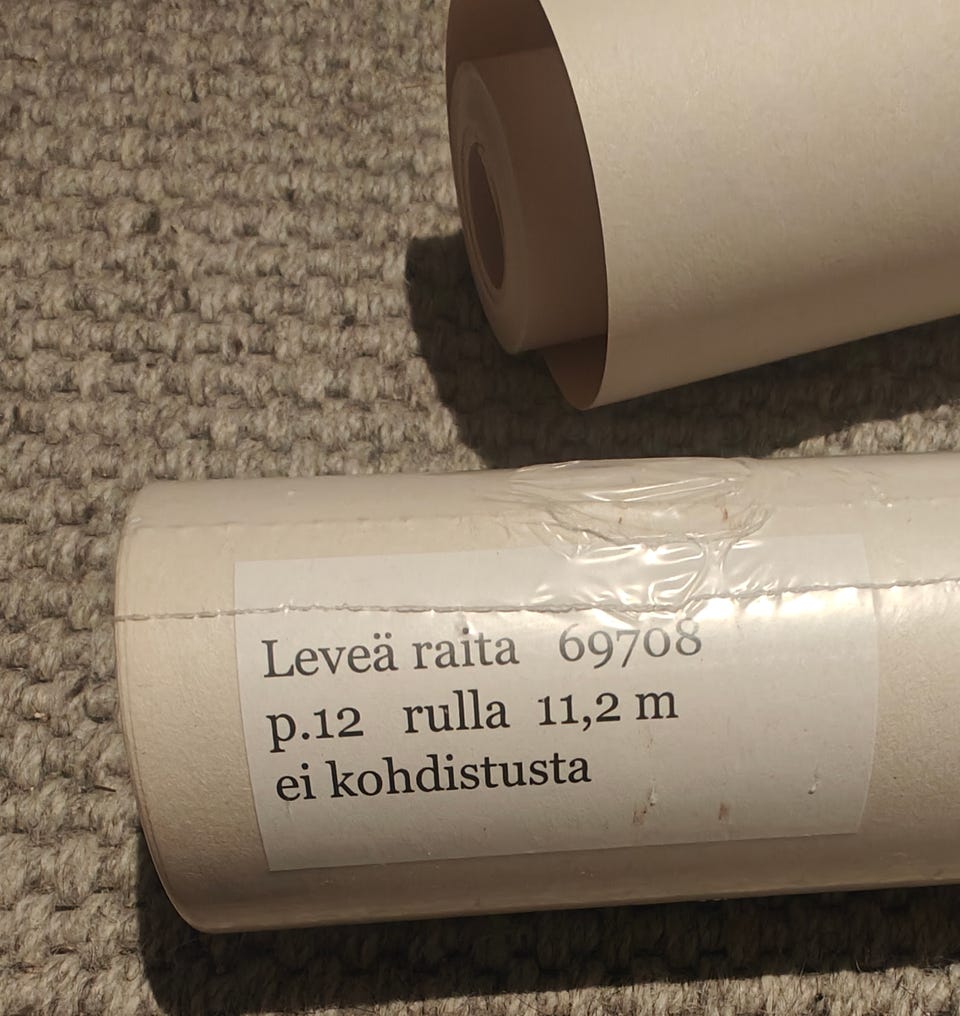 Leveä raita 69708
p.12 rulla 11,2 m
ei kohdistusta